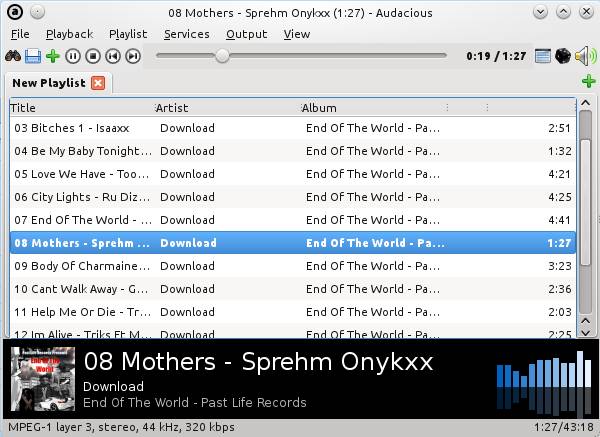 08 Mothers - Sprehm Onykxx (1:27) - Audacious
File Playback Playlist Services Output View
0:19 / 1:27
New Playlist
Title Artist Album
03 Bitches 1 - Isaaxx Download End Of The World - Pa... 2:51
04 Be My Baby Tonight... Download End Of The World - Pa... 1:32
05 Love We Have - Too... Download End Of The World - Pa... 4:21
06 City Lights - Ru Diz... Download End Of The World - Pa... 4:25
07 End Of The World - ... Download End Of The World - Pa... 4:41
08 Mothers - Sprehm ... Download End Of The World - Pa... 1:27
09 Body Of Charmaine... Download End Of The World - Pa... 3:23
10 Cant Walk Away - G... Download End Of The World - Pa... 2:36
11 Help Me Or Die - Tr... Download End Of The World - Pa... 2:03
12 Im Alive - Triks Ft M... Download End Of The World - Pa... 2:25
End Of The World
08 Mothers - Sprehm Onykxx
Download
End Of The World - Past Life Records
MPEG-1 layer 3, stereo, 44 kHz, 320 kbps 1:27/43:18